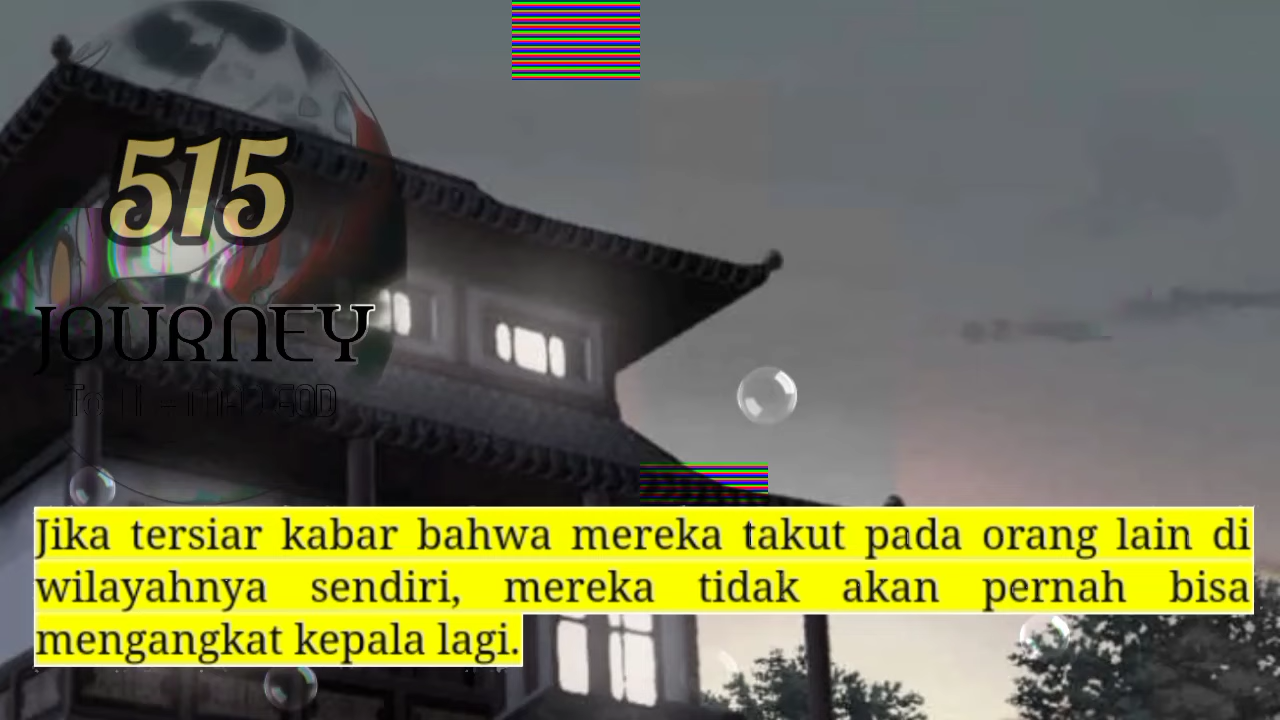 515
JOURNEY
Jika tersiar kabar bahwa mereka takut pada orang lain di
wilayahnya sendiri, mereka tidak akan pernah bisa
mengangkat kepala lagi.